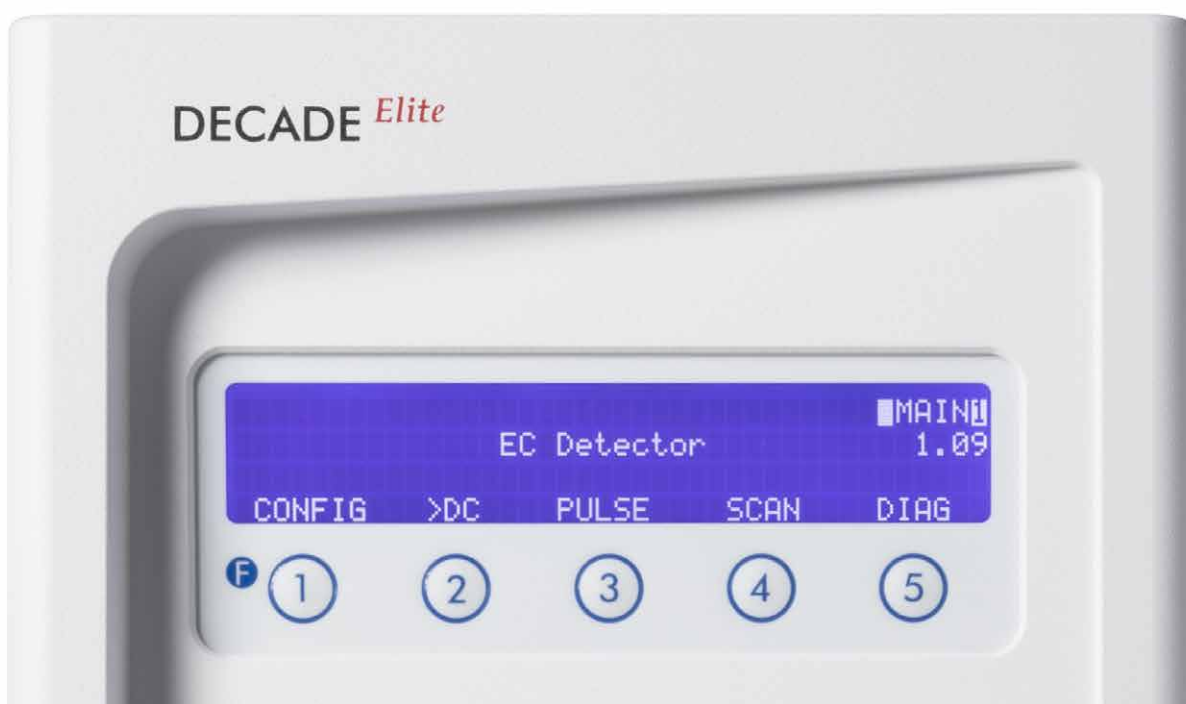 DECADE Elite
MAIN1
EC Detector 1.09
CONFIG >DC PULSE SCAN DIAG
F 1 2 3 4 5